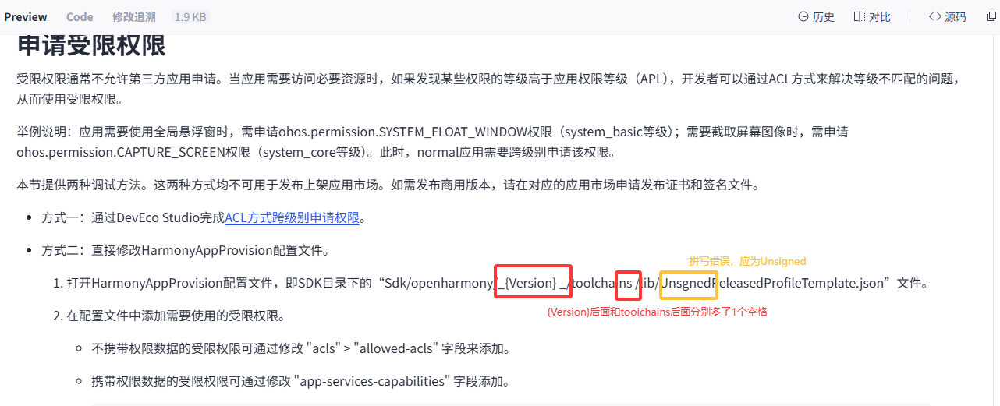 Preview Code 修改追溯 1.9 KB 历史 对比 <> 源码
申请受限权限
受限权限通常不允许第三方应用申请。当应用需要访问必要资源时，如果发现某些权限的等级高于应用权限等级（APL），开发者可以通过ACL方式来解决等级不匹配的问题，
从而使用受限权限。
举例说明：应用需要使用全局悬浮窗时，需申请ohos.permission.SYSTEM_FLOAT_WINDOW权限（system_basic等级）；需要截取屏幕图像时，需申请
ohos.permission.CAPTURE_SCREEN权限（system_core等级）。此时，normal应用需要跨级别申请该权限。
本节提供两种调试方法。这两种方式均不可用于发布上架应用市场。如需发布商用版本，请在对应的应用市场申请发布证书和签名文件。
• 方式一：通过DevEco Studio完成ACL方式跨级别申请权限。
• 方式二：直接修改HarmonyAppProvision配置文件。
拼写错误，应为Unsigned
1. 打开HarmonyAppProvision配置文件，即SDK目录下的“Sdk/openharmony/_{Version} _/toolchains /lib/UnsgnedReleasedProfileTemplate.json”文件。
{Version}后面和toolchains后面分别多了1个空格
2. 在配置文件中添加需要使用的受限权限。
◦ 不携带权限数据的受限权限可通过修改 "acls" > "allowed-acls" 字段来添加。
◦ 携带权限数据的受限权限可通过修改 "app-services-capabilities" 字段添加。